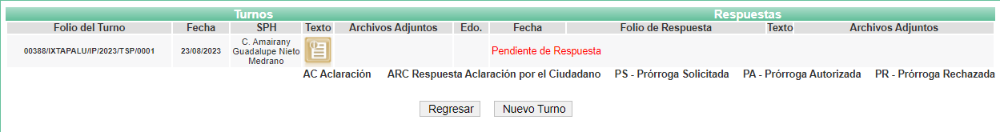 Turnos Respuestas
Folio del Turno Fecha SPH Texto Archivos Adjuntos Edo. Fecha Folio de Respuesta Texto Archivos Adjuntos
00388/IXTAPALU/IP/2023/TSP/0001 23/08/2023 C. Amairany Guadalupe Nieto Medrano Pendiente de Respuesta
AC Aclaración ARC Respuesta Aclaración por el Ciudadano PS - Prórroga Solicitada PA - Prórroga Autorizada PR - Prórroga Rechazada
Regresar Nuevo Turno